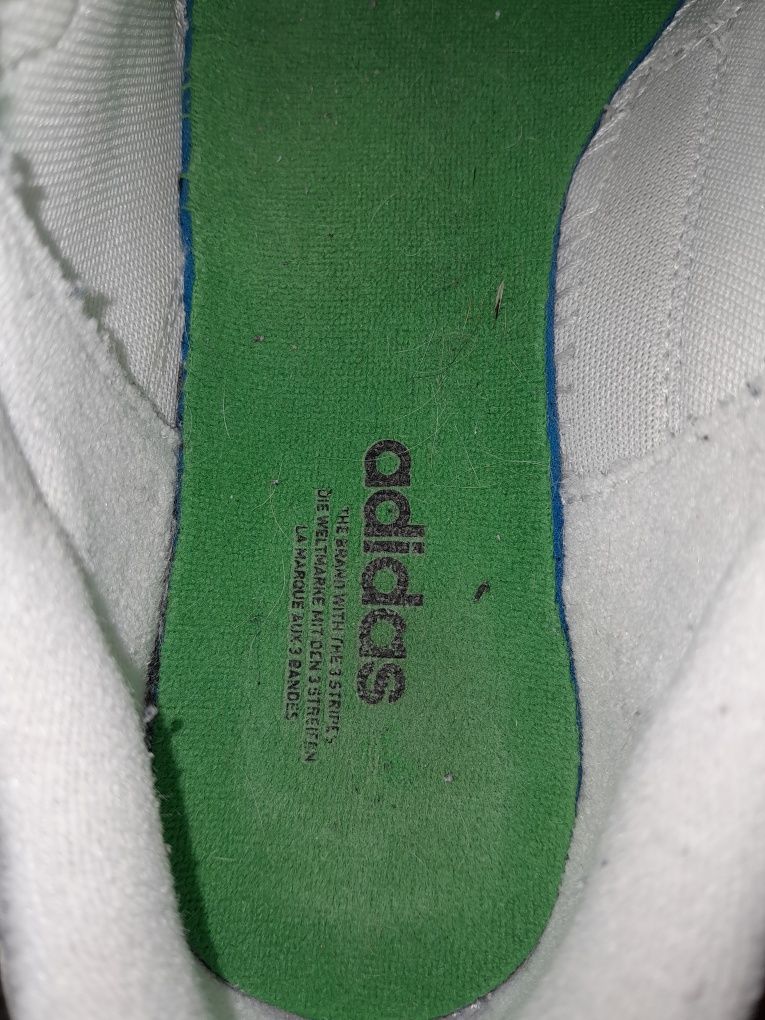 adidas
THE BRAND WITH THE 3 STRIPES
DIE WELTMARKE MIT DEN 3 STREIFEN
LA MARQUE AUX 3 BANDES